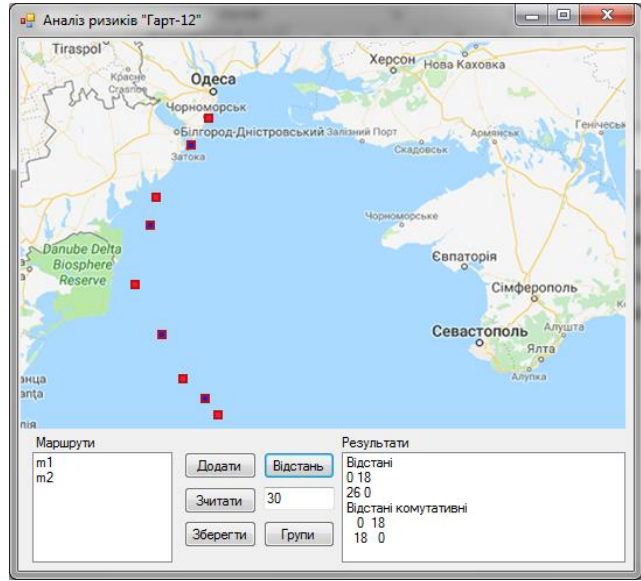 Аналіз ризиків "Гарт-12"
Tiraspol
Красне
Crasnoe
Одеса
Херсон
Нова Каховка
Чорноморськ
Білгород-Дністровський
Залізний Порт
Армянськ
Генічеськ
Затока
Скадовськ
Чорноморське
Danube Delta
Biosphere
Reserve
Євпаторія
Сімферополь
Севастополь
Алушта
Ялта
Алупка
нца
anța
Маршрути
m1
m2
Додати
Відстань
Зчитати
30
Зберегти
Групи
Результати
Відстані
0 18
26 0
Відстані комутативні
0 18
18 0